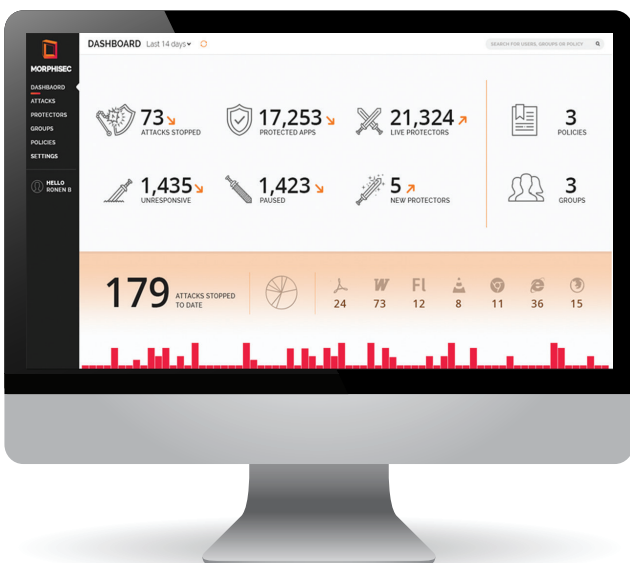 DASHBOARD Last 14 days
SEARCH FOR USERS, GROUPS OR POLICY
MORPHISEC
DASHBAORD
ATTACKS
PROTECTORS
GROUPS
POLICIES
SETTINGS
HELLO
RONEN B
73
ATTACKS STOPPED
17,253
PROTECTED APPS
21,324
LIVE PROTECTORS
3
POLICIES
1,435
UNRESPONSIVE
1,423
PAUSED
5
NEW PROTECTORS
3
GROUPS
179 ATTACKS STOPPED
TO DATE
W Fl
24 73 12 8 11 36 15